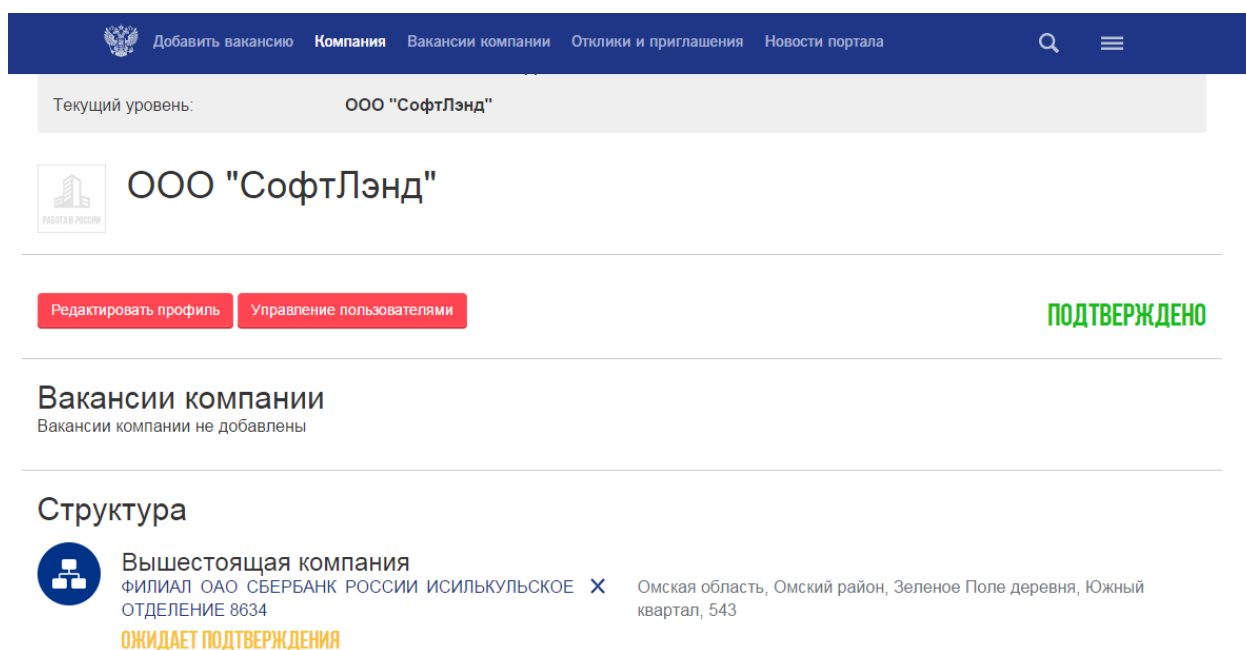 Добавить вакансию Компания Вакансии компании Отклики и приглашения Новости портала
Текущий уровень: ООО "СофтЛэнд"
ООО "СофтЛэнд"
РАБОТА В РОССИИ
Редактировать профиль Управление пользователями ПОДТВЕРЖДЕНО
Вакансии компании
Вакансии компании не добавлены
Структура
Вышестоящая компания
ФИЛИАЛ ОАО СБЕРБАНК РОССИИ ИСИЛЬКУЛЬСКОЕ
ОТДЕЛЕНИЕ 8634
Омская область, Омский район, Зеленое Поле деревня, Южный
квартал, 543
ОЖИДАЕТ ПОДТВЕРЖДЕНИЯ